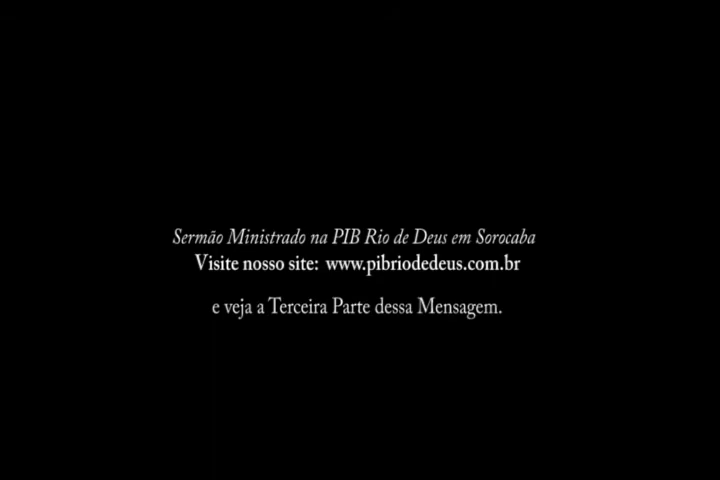 Sermão Ministrado na PIB Rio de Deus em Sorocaba
Visite nosso site: www.pibriodedeus.com.br
e veja a Terceira Parte dessa Mensagem.